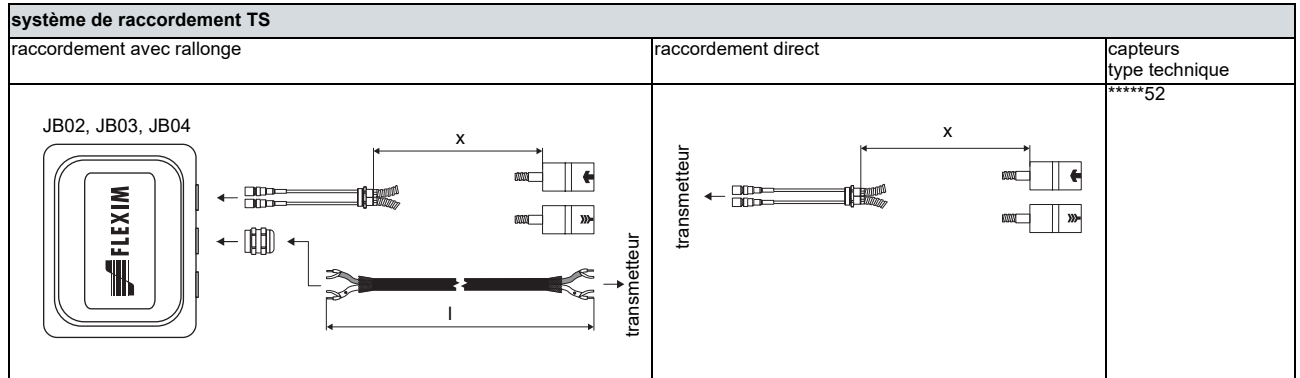 système de raccordement TS
raccordement avec rallonge
raccordement direct
capteurs
type technique
*****52
JB02, JB03, JB04
FLEXIM
x
l
transmetteur
transmetteur
x